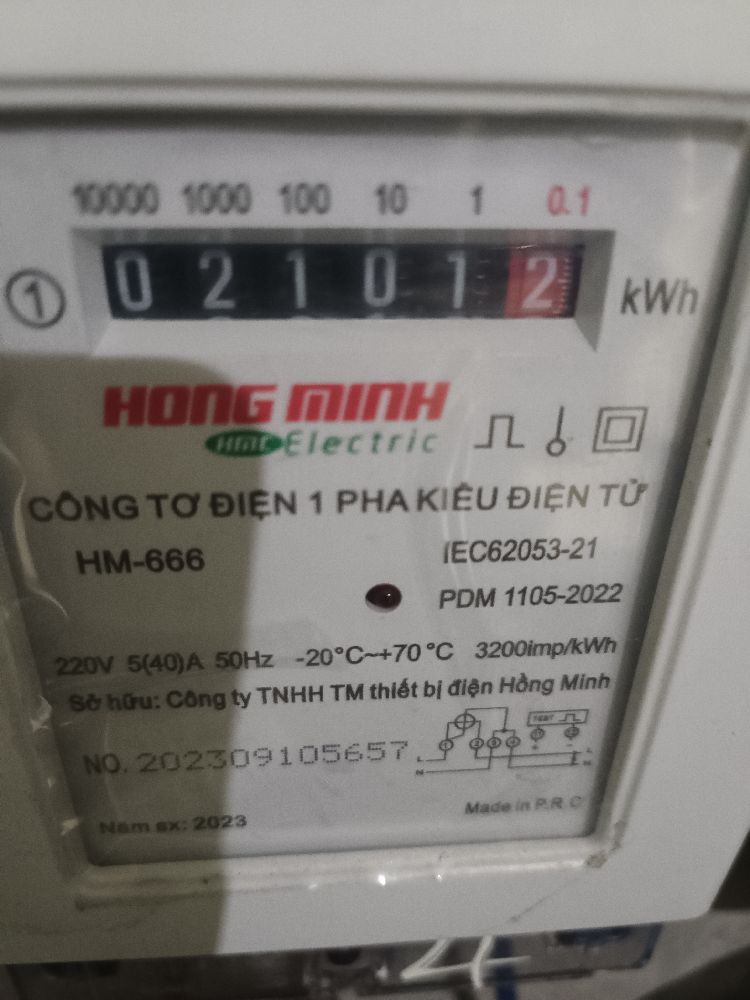 10000 1000 100 10 1 0.1
1 0 2 1 0 1 2 kWh
HONG MINH
HME Electric
CÔNG TƠ ĐIỆN 1 PHA KIỂU ĐIỆN TỬ
HM-666 IEC62053-21
PDM 1105-2022
220V 5(40)A 50Hz -20°C~+70°C 3200imp/kWh
Sở hữu: Công ty TNHH TM thiết bị điện Hồng Minh
TEST
NO. 202309105657
L N L N
Năm sx: 2023 Made in P.R.C